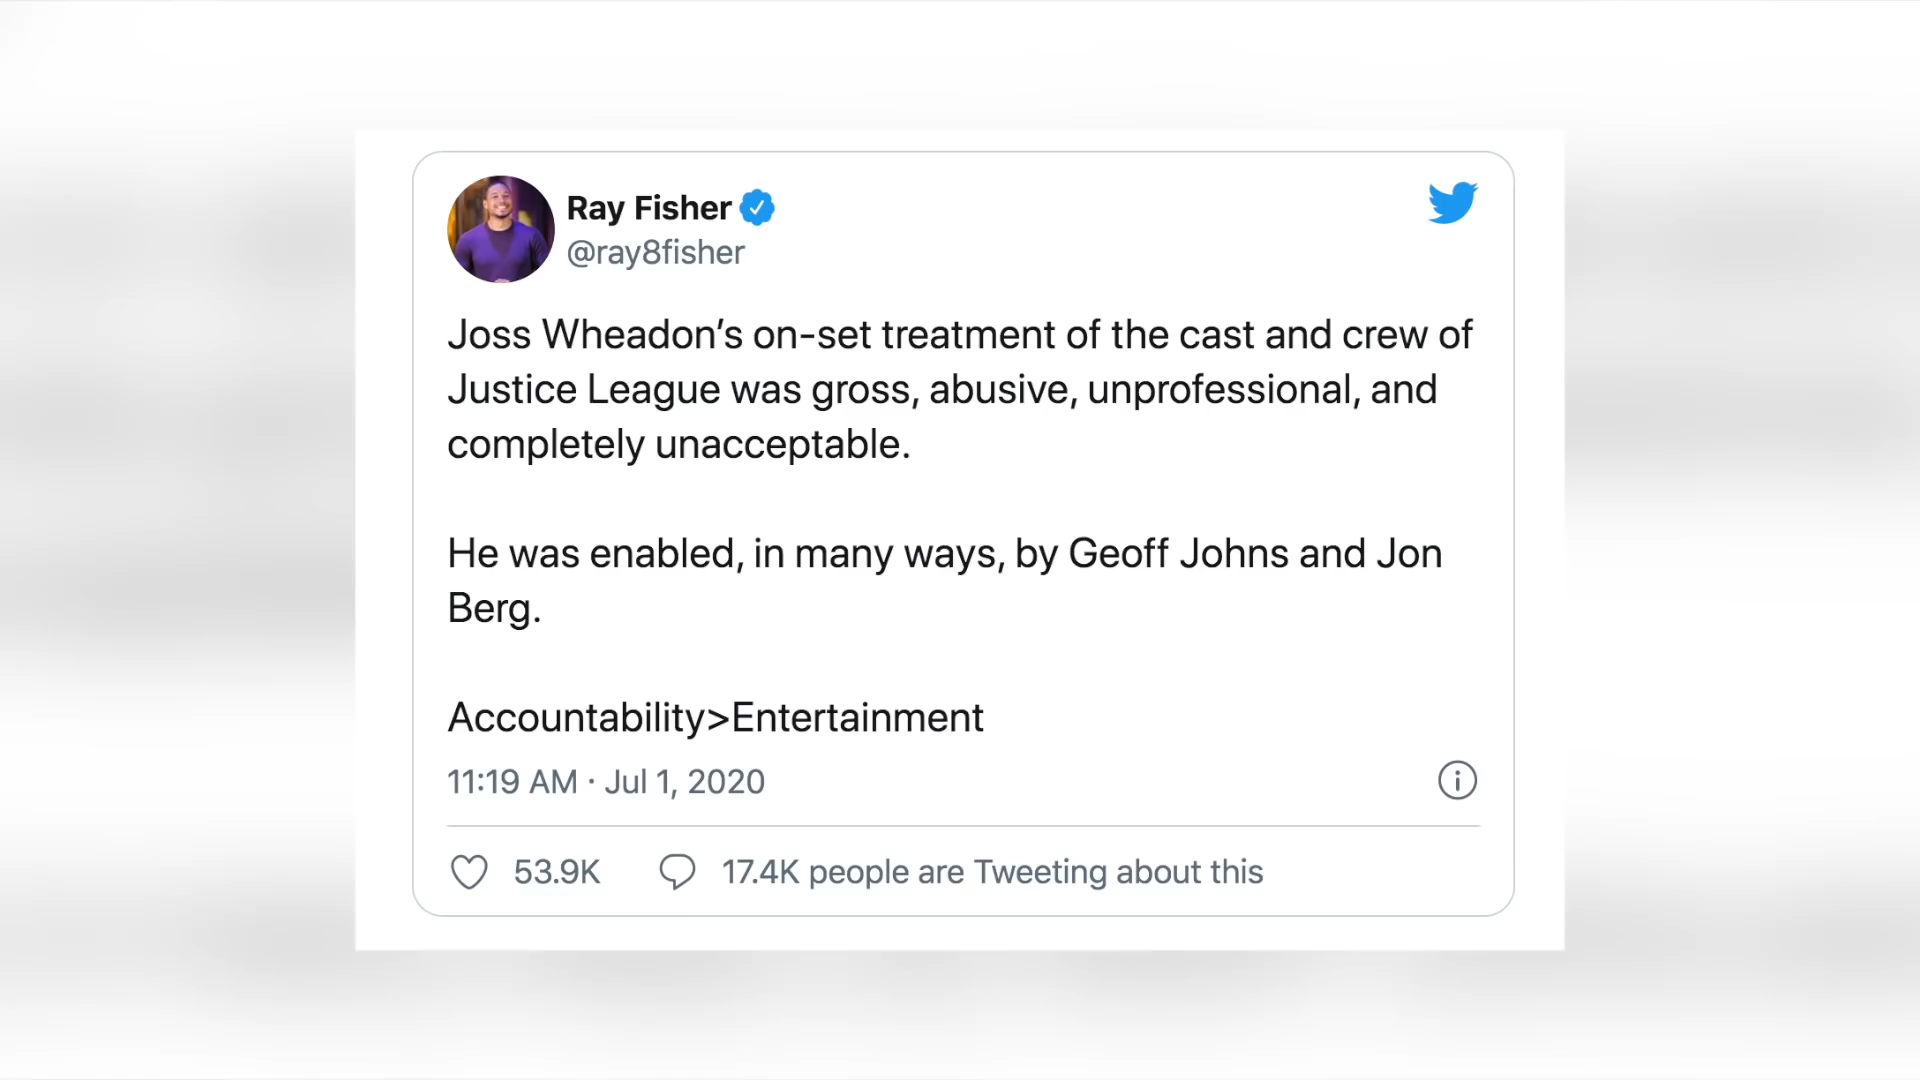 Ray Fisher
@ray8fisher
Joss Wheadon’s on-set treatment of the cast and crew of
Justice League was gross, abusive, unprofessional, and
completely unacceptable.
He was enabled, in many ways, by Geoff Johns and Jon
Berg.
Accountability>Entertainment
11:19 AM · Jul 1, 2020
53.9K 17.4K people are Tweeting about this